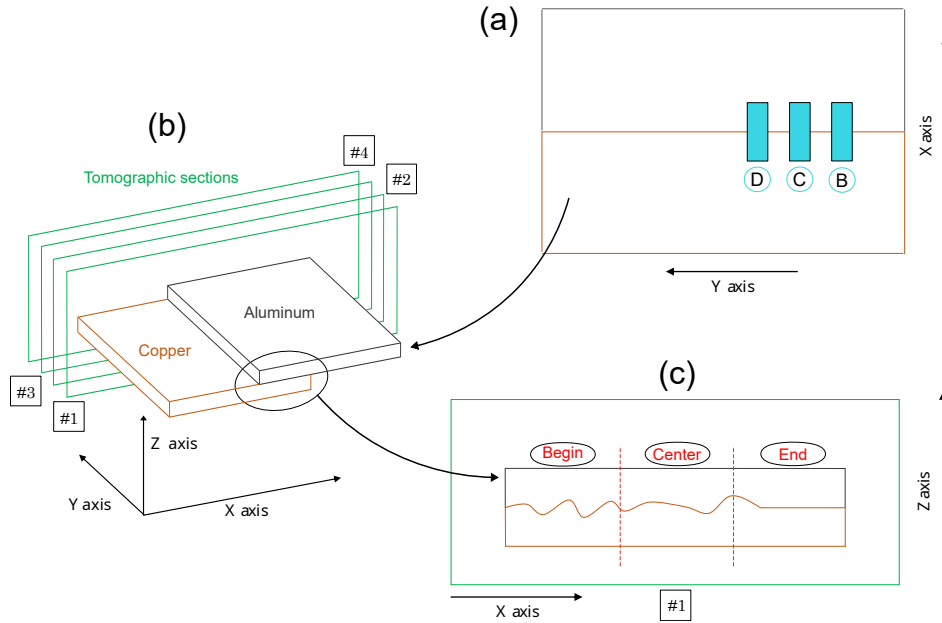 (a)
X axis
D
C
B
Y axis
(b)
#4
#2
Tomographic sections
Aluminum
Copper
#3
#1
Z axis
Y axis
X axis
(c)
Begin
Center
End
Z axis
X axis
#1